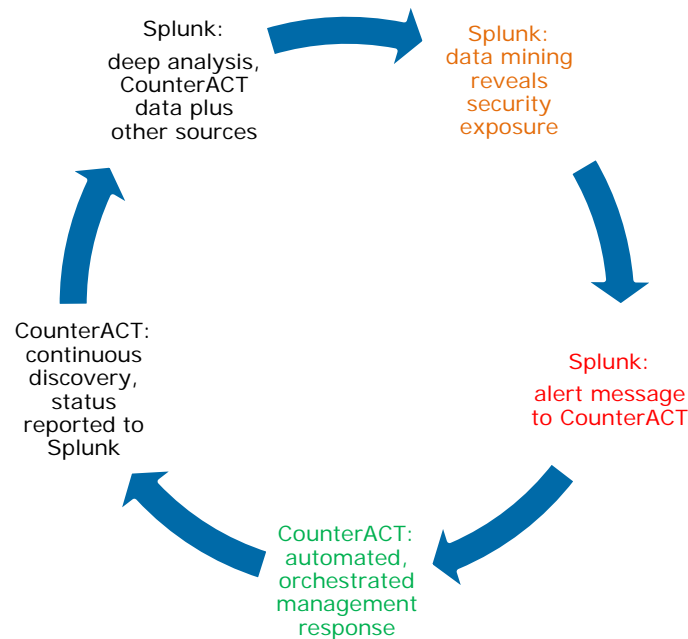 Splunk:
deep analysis,
CounterACT
data plus
other sources
Splunk:
data mining
reveals
security
exposure
Splunk:
alert message
to CounterACT
CounterACT:
automated,
orchestrated
management
response
CounterACT:
continuous
discovery,
status
reported to
Splunk